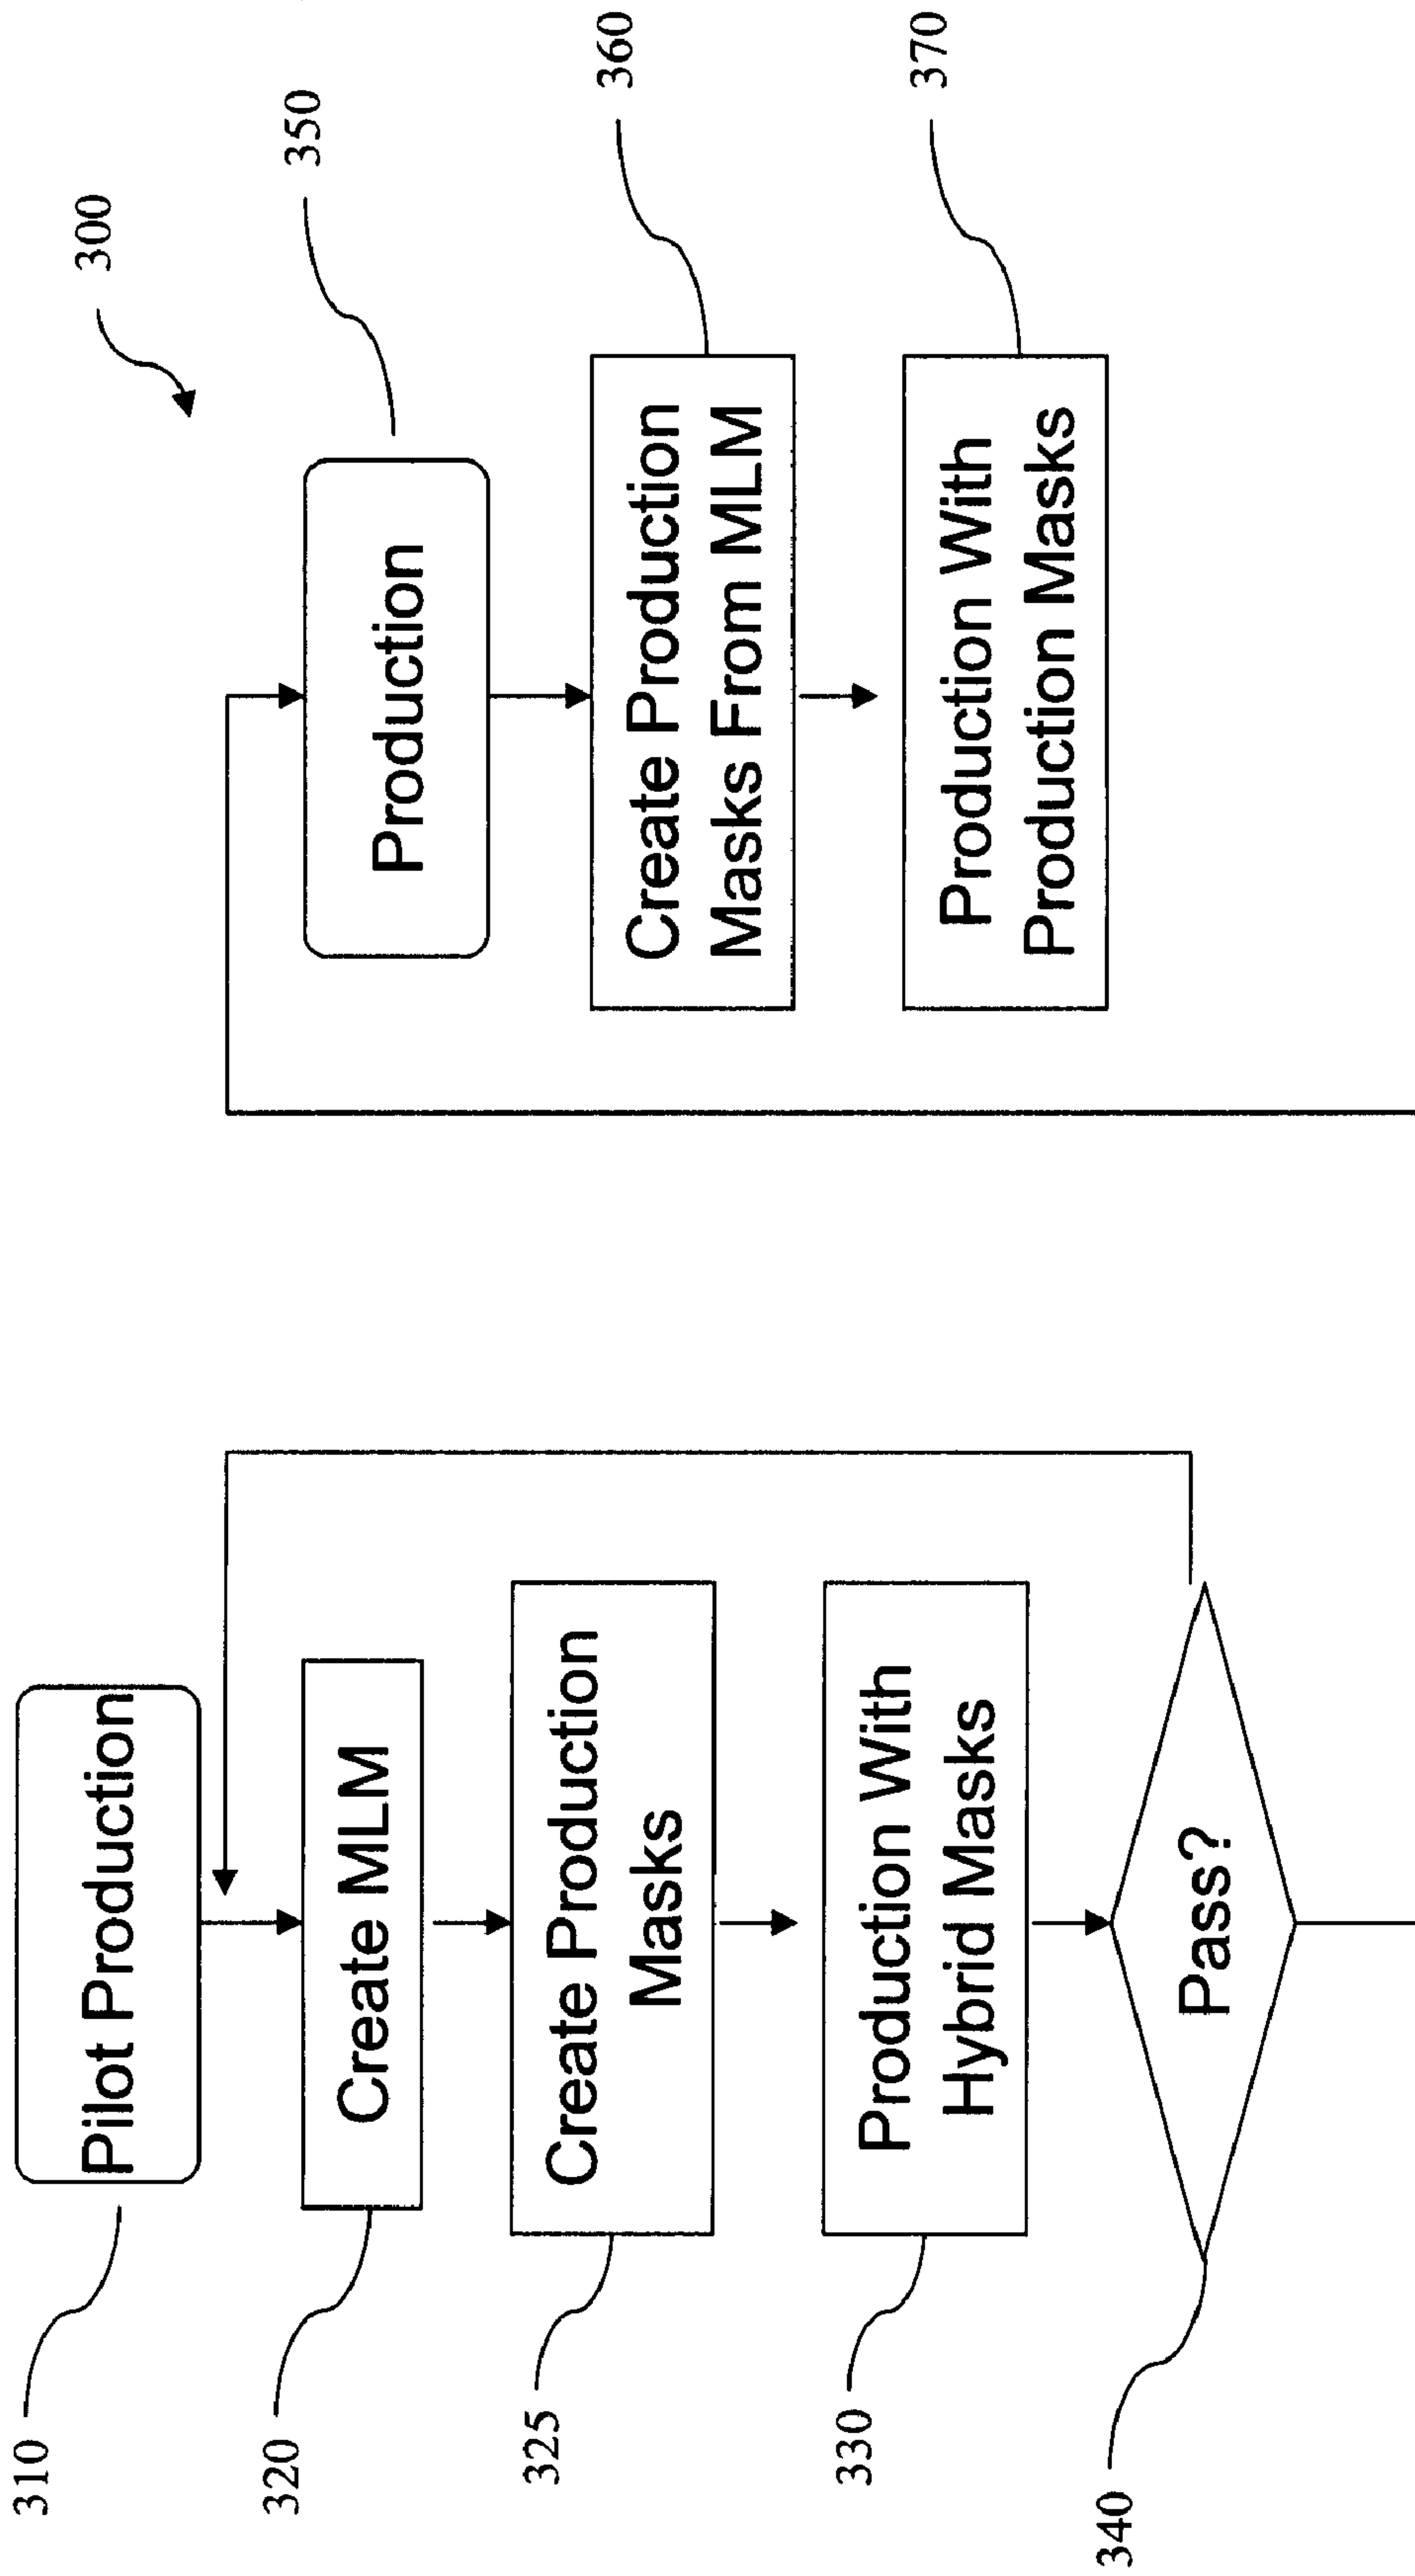 300
310
Pilot Production
320
Create MLM
325
Create Production
Masks
330
Production With
Hybrid Masks
340
Pass?
350
Production
360
Create Production
Masks From MLM
370
Production With
Production Masks